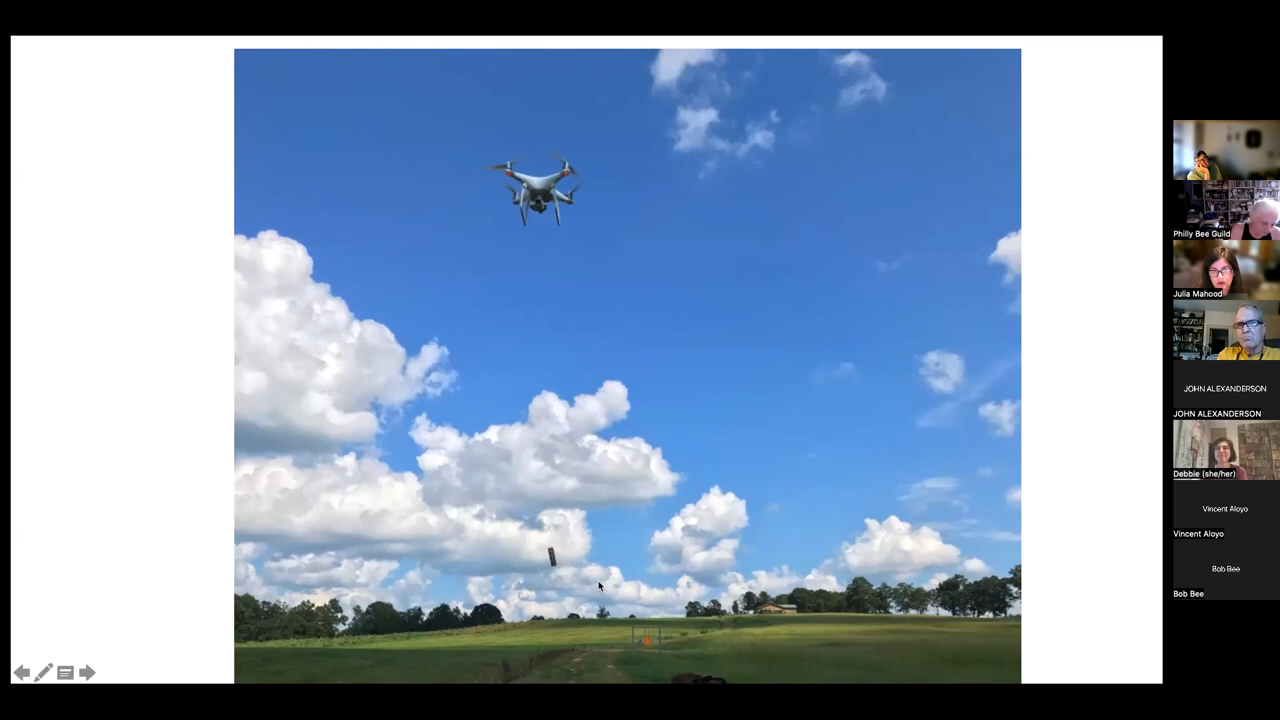 Philly Bee Guild
Julia Mahood
JOHN ALEXANDERSON
JOHN ALEXANDERSON
Debbie (she/her)
Vincent Aloyo
Vincent Aloyo
Bob Bee
Bob Bee